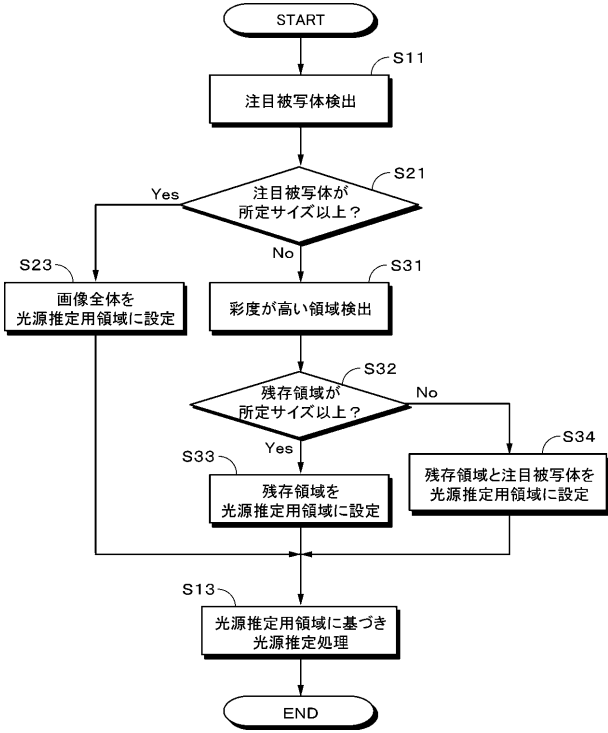 START
S11
注目被写体検出
S21
注目被写体が
所定サイズ以上？
Yes
No
S23
画像全体を
光源推定用領域に設定
S31
彩度が高い領域検出
S32
残存領域が
所定サイズ以上？
No
Yes
S33
残存領域を
光源推定用領域に設定
S34
残存領域と注目被写体を
光源推定用領域に設定
S13
光源推定用領域に基づき
光源推定処理
END